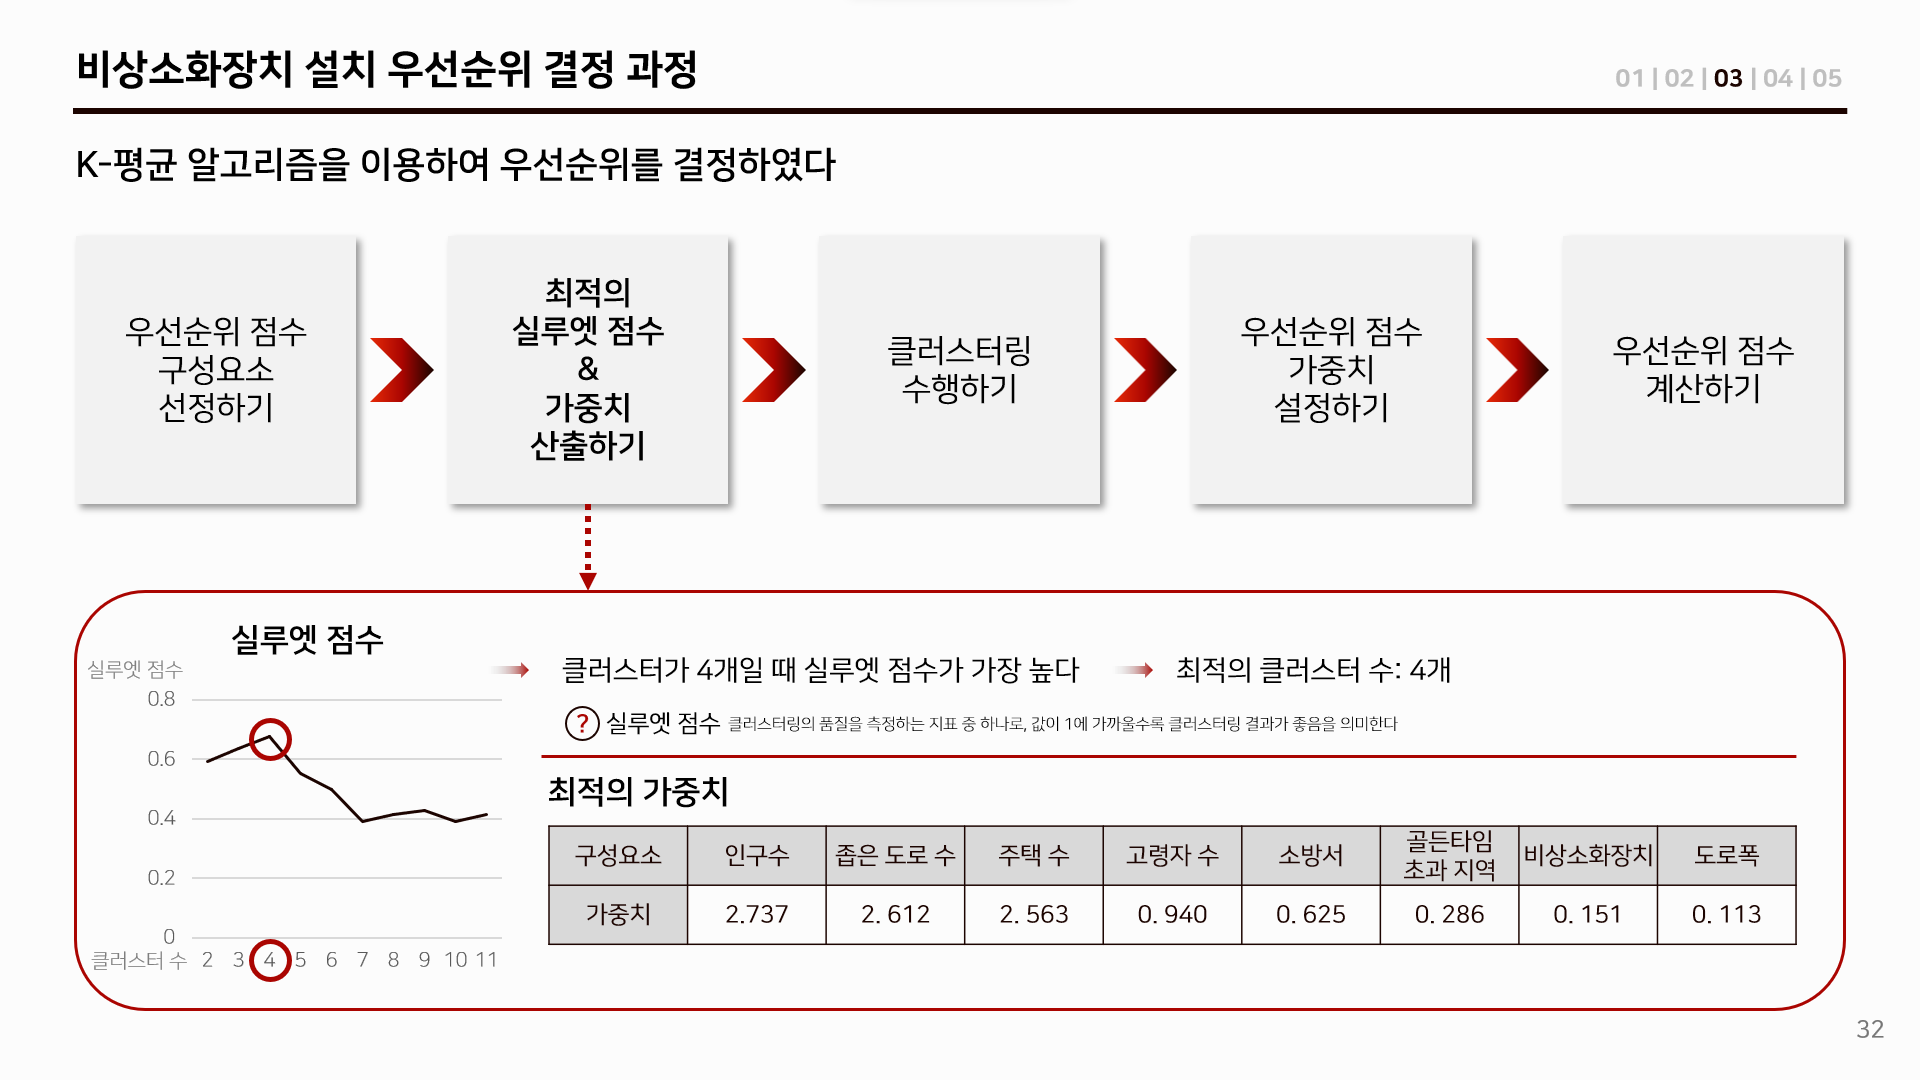 비상소화장치 설치 우선순위 결정 과정
01 | 02 | 03 | 04 | 05
K-평균 알고리즘을 이용하여 우선순위를 결정하였다
우선순위 점수
구성요소
선정하기
최적의
실루엣 점수
&
가중치
산출하기
클러스터링
수행하기
우선순위 점수
가중치
설정하기
우선순위 점수
계산하기
실루엣 점수
실루엣 점수
0.8
0.6
0.4
0.2
0
클러스터 수 2 3 4 5 6 7 8 9 10 11
클러스터가 4개일 때 실루엣 점수가 가장 높다
최적의 클러스터 수: 4개
? 실루엣 점수 클러스터링의 품질을 측정하는 지표 중 하나로, 값이 1에 가까울수록 클러스터링 결과가 좋음을 의미한다
최적의 가중치
구성요소 인구수 좁은 도로 수 주택 수 고령자 수 소방서 골든타임 초과 지역 비상소화장치 도로폭
가중치 2.737 2. 612 2. 563 0. 940 0. 625 0. 286 0. 151 0. 113
32